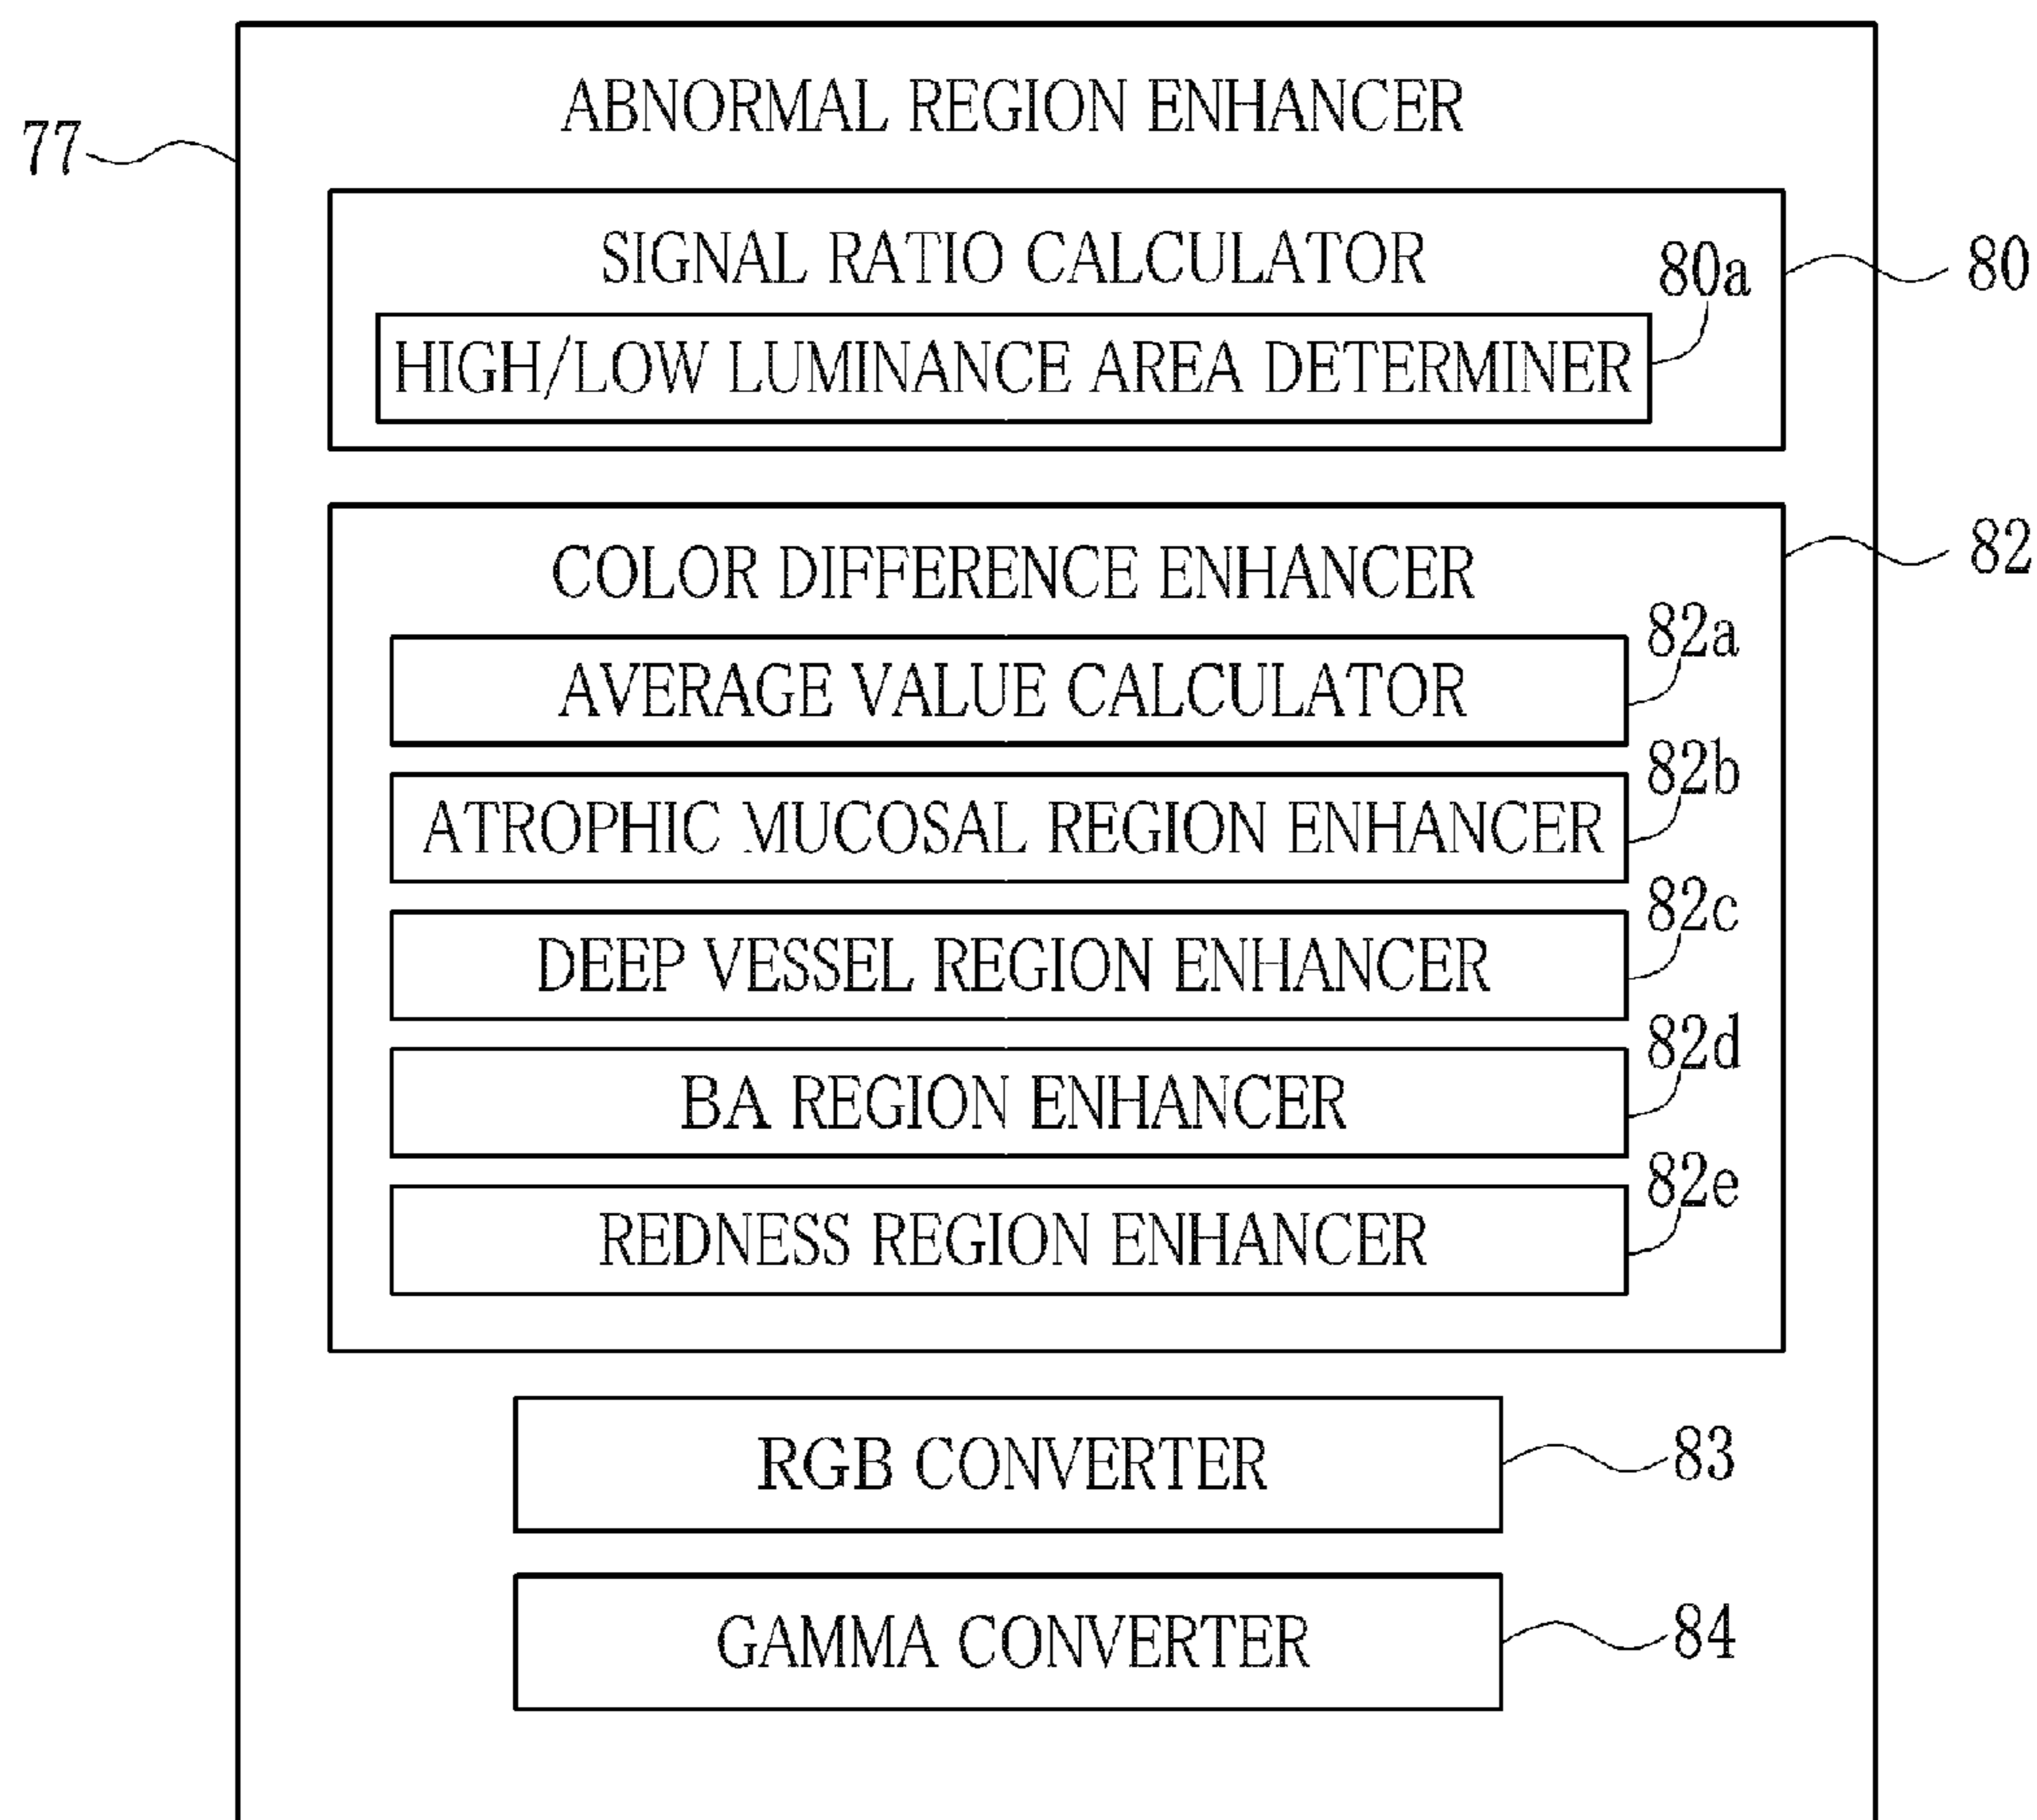 ABNORMAL REGION ENHANCER
77
SIGNAL RATIO CALCULATOR
80a
80
HIGH/LOW LUMINANCE AREA DETERMINER
82
COLOR DIFFERENCE ENHANCER
82a
AVERAGE VALUE CALCULATOR
82b
ATROPHIC MUCOSAL REGION ENHANCER
82c
DEEP VESSEL REGION ENHANCER
82d
BA REGION ENHANCER
82e
REDNESS REGION ENHANCER
RGB CONVERTER
83
GAMMA CONVERTER
84